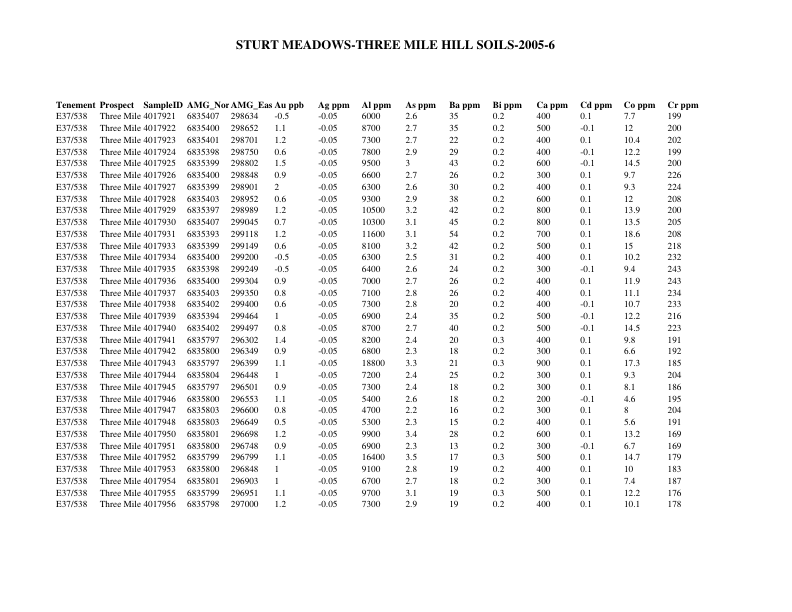 STURT MEADOWS-THREE MILE HILL SOILS-2005-6
Tenement Prospect SampleID AMG_Nor AMG_Eas Au ppb Ag ppm Al ppm As ppm Ba ppm Bi ppm Ca ppm Cd ppm Co ppm Cr ppm
E37/538 Three Mile 4017921 6835407 298634 -0.5 -0.05 6000 2.6 35 0.2 400 0.1 7.7 199
E37/538 Three Mile 4017922 6835400 298652 1.1 -0.05 8700 2.7 35 0.2 500 -0.1 12 200
E37/538 Three Mile 4017923 6835401 298701 1.2 -0.05 7300 2.7 22 0.2 400 0.1 10.4 202
E37/538 Three Mile 4017924 6835398 298750 0.6 -0.05 7800 2.9 29 0.2 400 -0.1 12.2 199
E37/538 Three Mile 4017925 6835399 298802 1.5 -0.05 9500 3 43 0.2 600 -0.1 14.5 200
E37/538 Three Mile 4017926 6835400 298848 0.9 -0.05 6600 2.7 26 0.2 300 0.1 9.7 226
E37/538 Three Mile 4017927 6835399 298901 2 -0.05 6300 2.6 30 0.2 400 0.1 9.3 224
E37/538 Three Mile 4017928 6835403 298952 0.6 -0.05 9300 2.9 38 0.2 600 0.1 12 208
E37/538 Three Mile 4017929 6835397 298989 1.2 -0.05 10500 3.2 42 0.2 800 0.1 13.9 200
E37/538 Three Mile 4017930 6835407 299045 0.7 -0.05 10300 3.1 45 0.2 800 0.1 13.5 205
E37/538 Three Mile 4017931 6835393 299118 1.2 -0.05 11600 3.1 54 0.2 700 0.1 18.6 208
E37/538 Three Mile 4017933 6835399 299149 0.6 -0.05 8100 3.2 42 0.2 500 0.1 15 218
E37/538 Three Mile 4017934 6835400 299200 -0.5 -0.05 6300 2.5 31 0.2 400 0.1 10.2 232
E37/538 Three Mile 4017935 6835398 299249 -0.5 -0.05 6400 2.6 24 0.2 300 -0.1 9.4 243
E37/538 Three Mile 4017936 6835400 299304 0.9 -0.05 7000 2.7 26 0.2 400 0.1 11.9 243
E37/538 Three Mile 4017937 6835403 299350 0.8 -0.05 7100 2.8 26 0.2 400 0.1 11.1 234
E37/538 Three Mile 4017938 6835402 299400 0.6 -0.05 7300 2.8 20 0.2 400 -0.1 10.7 233
E37/538 Three Mile 4017939 6835394 299464 1 -0.05 6900 2.4 35 0.2 500 -0.1 12.2 216
E37/538 Three Mile 4017940 6835402 299497 0.8 -0.05 8700 2.7 40 0.2 500 -0.1 14.5 223
E37/538 Three Mile 4017941 6835797 296302 1.4 -0.05 8200 2.4 20 0.3 400 0.1 9.8 191
E37/538 Three Mile 4017942 6835800 296349 0.9 -0.05 6800 2.3 18 0.2 300 0.1 6.6 192
E37/538 Three Mile 4017943 6835797 296399 1.1 -0.05 18800 3.3 21 0.3 900 0.1 17.3 185
E37/538 Three Mile 4017944 6835804 296448 1 -0.05 7200 2.4 25 0.2 300 0.1 9.3 204
E37/538 Three Mile 4017945 6835797 296501 0.9 -0.05 7300 2.4 18 0.2 300 0.1 8.1 186
E37/538 Three Mile 4017946 6835800 296553 1.1 -0.05 5400 2.6 18 0.2 200 -0.1 4.6 195
E37/538 Three Mile 4017947 6835803 296600 0.8 -0.05 4700 2.2 16 0.2 300 0.1 8 204
E37/538 Three Mile 4017948 6835803 296649 0.5 -0.05 5300 2.3 15 0.2 400 0.1 5.6 191
E37/538 Three Mile 4017950 6835801 296698 1.2 -0.05 9900 3.4 28 0.2 600 0.1 13.2 169
E37/538 Three Mile 4017951 6835800 296748 0.9 -0.05 6900 2.3 13 0.2 300 -0.1 6.7 169
E37/538 Three Mile 4017952 6835799 296799 1.1 -0.05 16400 3.5 17 0.3 500 0.1 14.7 179
E37/538 Three Mile 4017953 6835800 296848 1 -0.05 9100 2.8 19 0.2 400 0.1 10 183
E37/538 Three Mile 4017954 6835801 296903 1 -0.05 6700 2.7 18 0.2 300 0.1 7.4 187
E37/538 Three Mile 4017955 6835799 296951 1.1 -0.05 9700 3.1 19 0.3 500 0.1 12.2 176
E37/538 Three Mile 4017956 6835798 297000 1.2 -0.05 7300 2.9 19 0.2 400 0.1 10.1 178